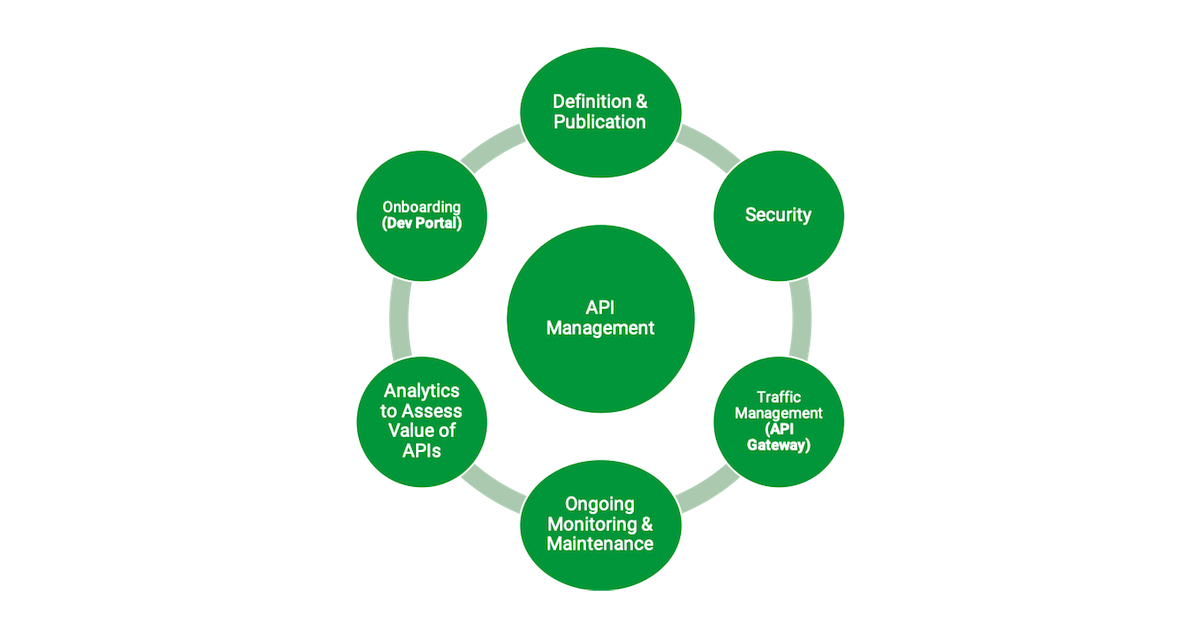 Definition &
Publication
Security
Traffic
Management
(API
Gateway)
Ongoing
Monitoring &
Maintenance
Analytics
to Assess
Value of
APIs
Onboarding
(Dev Portal)
API
Management